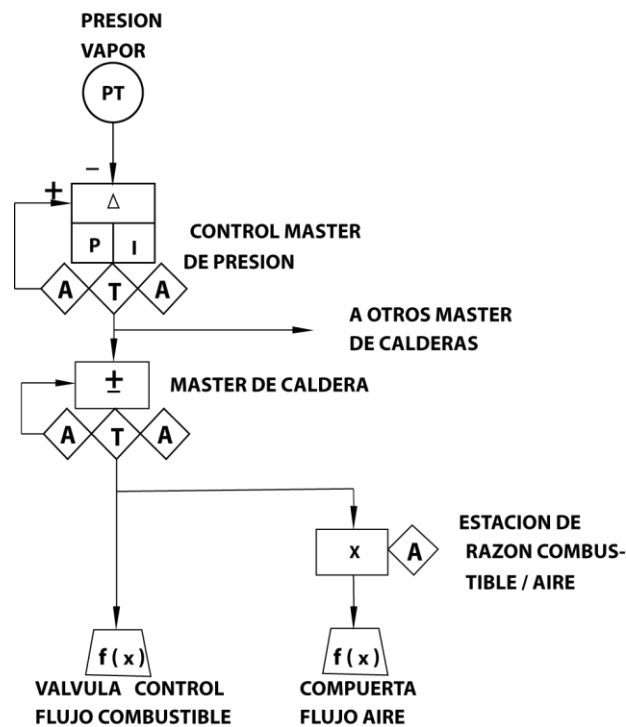 PRESION
VAPOR
PT
−
+
Δ
P I
CONTROL MASTER
DE PRESION
A T A
A OTROS MASTER
DE CALDERAS
±
MASTER DE CALDERA
A T A
ESTACION DE
RAZON COMBUS-
TIBLE / AIRE
x A
f(x) f(x)
VALVULA CONTROL
FLUJO COMBUSTIBLE
COMPUERTA
FLUJO AIRE